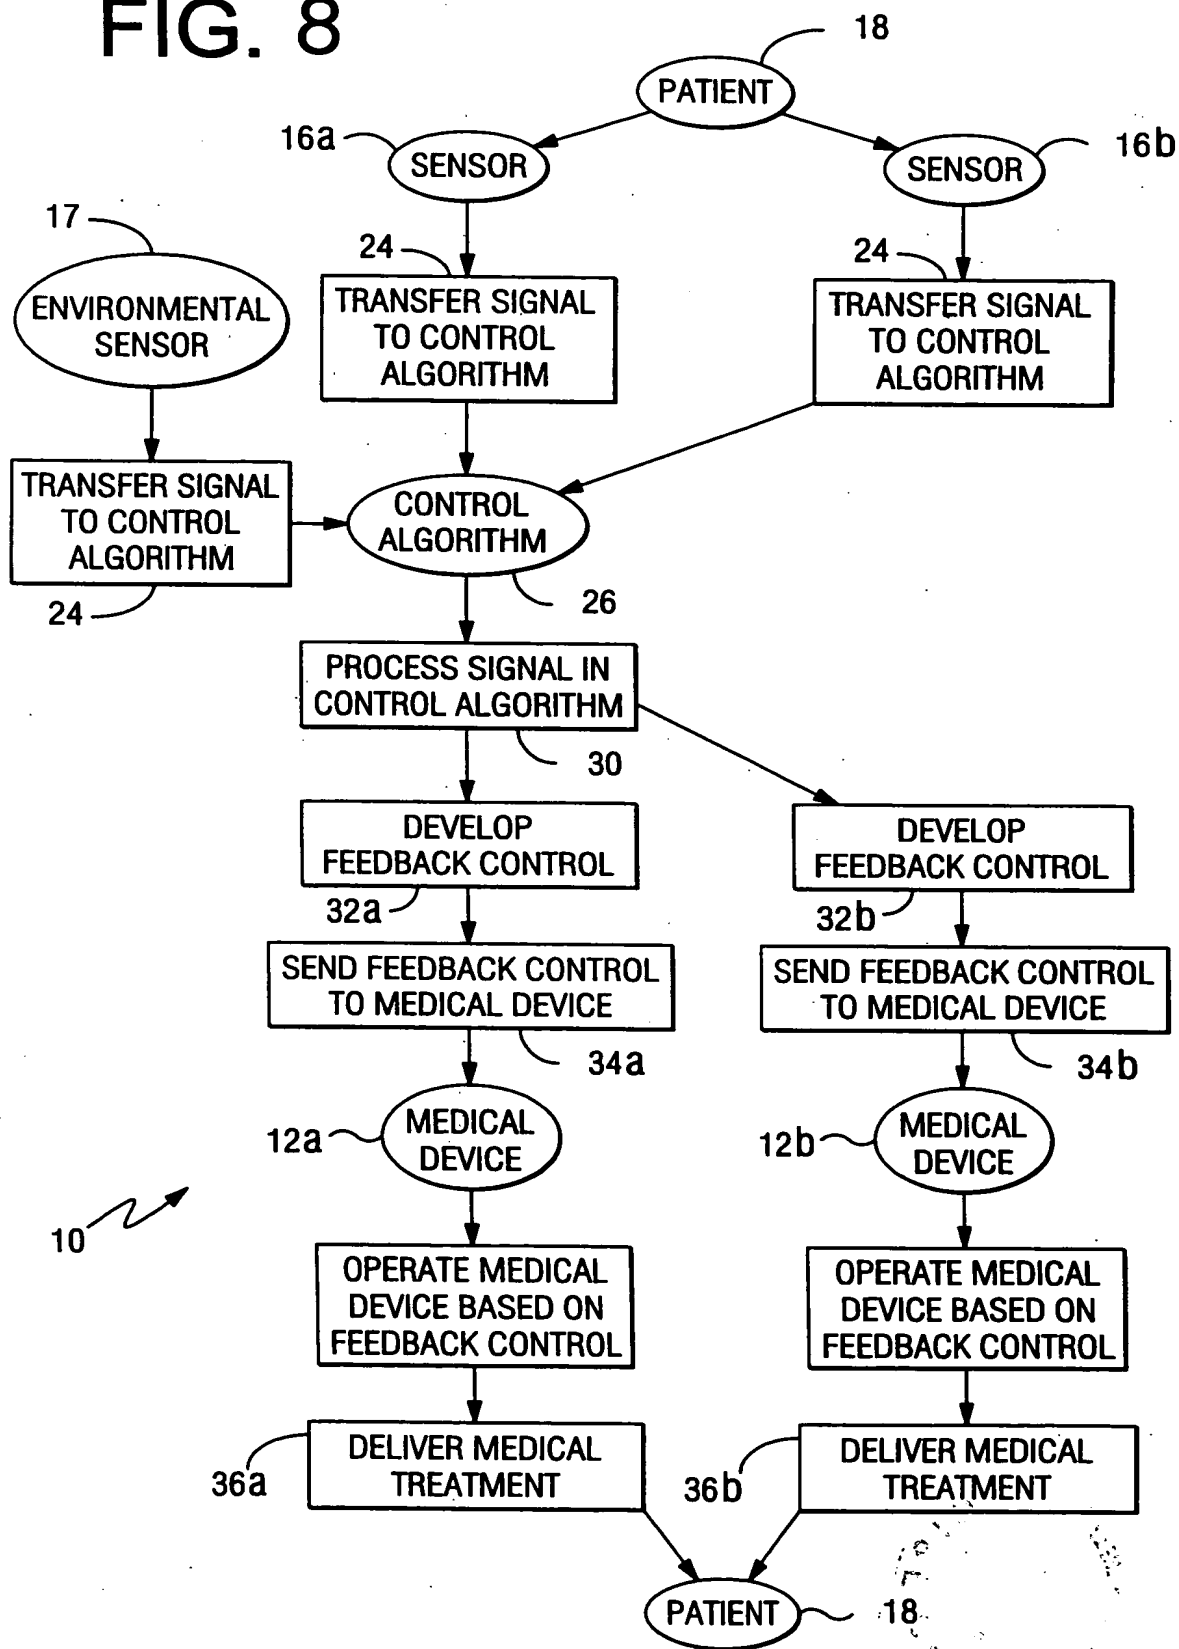 FIG. 8
18
PATIENT
16a
SENSOR
16b
SENSOR
17
ENVIRONMENTAL
SENSOR
24
TRANSFER SIGNAL
TO CONTROL
ALGORITHM
24
TRANSFER SIGNAL
TO CONTROL
ALGORITHM
TRANSFER SIGNAL
TO CONTROL
ALGORITHM
24
CONTROL
ALGORITHM
26
PROCESS SIGNAL IN
CONTROL ALGORITHM
30
DEVELOP
FEEDBACK CONTROL
32a
DEVELOP
FEEDBACK CONTROL
32b
SEND FEEDBACK CONTROL
TO MEDICAL DEVICE
34a
SEND FEEDBACK CONTROL
TO MEDICAL DEVICE
34b
12a
MEDICAL
DEVICE
12b
MEDICAL
DEVICE
10
OPERATE MEDICAL
DEVICE BASED ON
FEEDBACK CONTROL
OPERATE MEDICAL
DEVICE BASED ON
FEEDBACK CONTROL
36a
DELIVER MEDICAL
TREATMENT
36b
DELIVER MEDICAL
TREATMENT
PATIENT
18